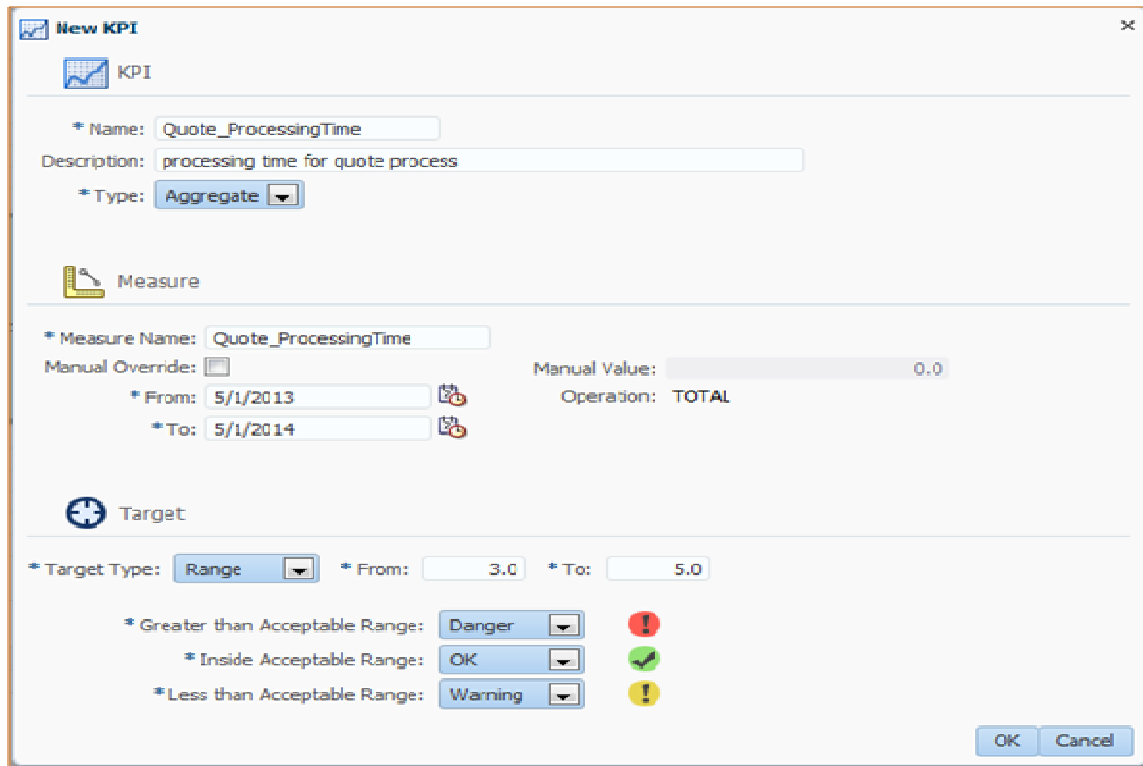 New KPI
KPI
* Name: Quote_ProcessingTime
Description: processing time for quote process
* Type: Aggregate
Measure
* Measure Name: Quote_ProcessingTime
Manual Override: Manual Value: 0.0
* From: 5/1/2013 Operation: TOTAL
* To: 5/1/2014
Target
* Target Type: Range * From: 3.0 * To: 5.0
* Greater than Acceptable Range: Danger
* Inside Acceptable Range: OK
* Less than Acceptable Range: Warning
OK Cancel